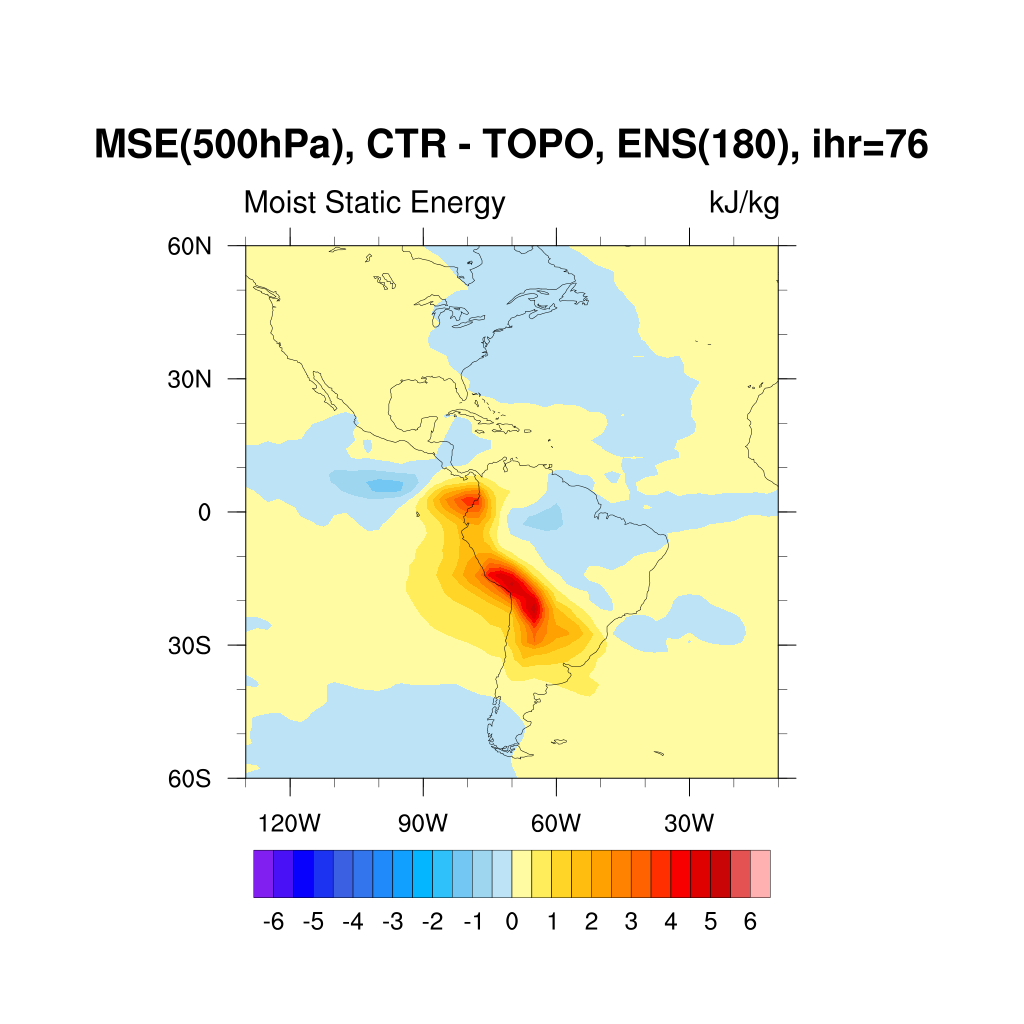 MSE(500hPa), CTR - TOPO, ENS(180), ihr=76
Moist Static Energy kJ/kg
60N
30N
0
30S
60S
120W 90W 60W 30W
-6 -5 -4 -3 -2 -1 0 1 2 3 4 5 6